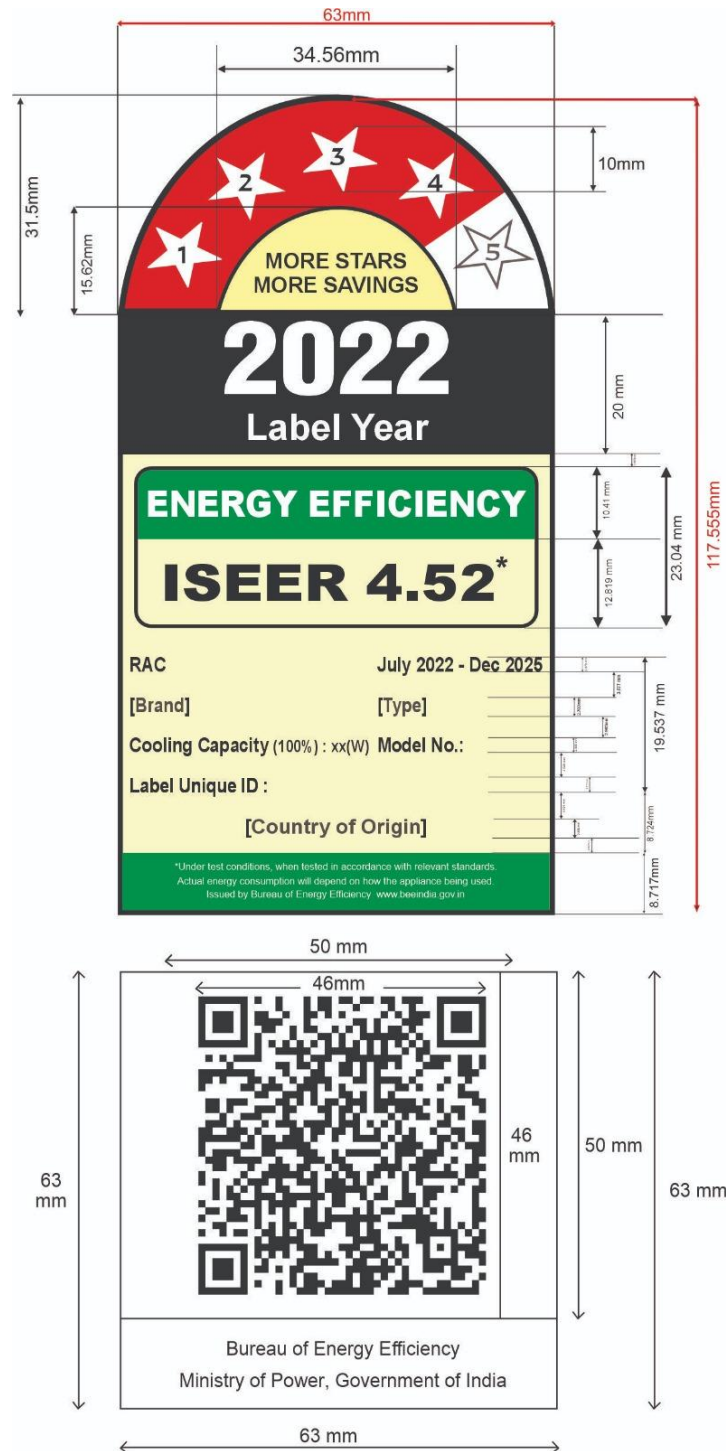 63mm
34.56mm
31.5mm
15.62mm
10mm
1
2
3
4
5
MORE STARS
MORE SAVINGS
2022
Label Year
20 mm
117.555mm
ENERGY EFFICIENCY
10.41 mm
ISEER 4.52*
12.819 mm
23.04 mm
RAC July 2022 - Dec 2025
[Brand] [Type]
Cooling Capacity (100%) : xx(W) Model No.:
Label Unique ID :
[Country of Origin]
19.537 mm
8.724mm
8.717mm
*Under test conditions, when tested in accordance with relevant standards.
Actual energy consumption will depend on how the appliance being used.
Issued by Bureau of Energy Efficiency www.beeindia.gov.in
50 mm
46mm
46
mm
50 mm
63
mm
63 mm
Bureau of Energy Efficiency
Ministry of Power, Government of India
63 mm